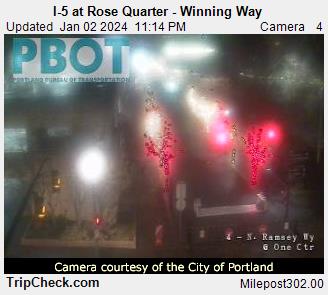 I-5 at Rose Quarter - Winning Way
Updated Jan 02 2024 11:14 PM Camera 4
PBOT
PORTLAND BUREAU OF TRANSPORTATION
4 - N. Ramsey Wy
@ One Ctr
Camera courtesy of the City of Portland
TripCheck.com Milepost302.00